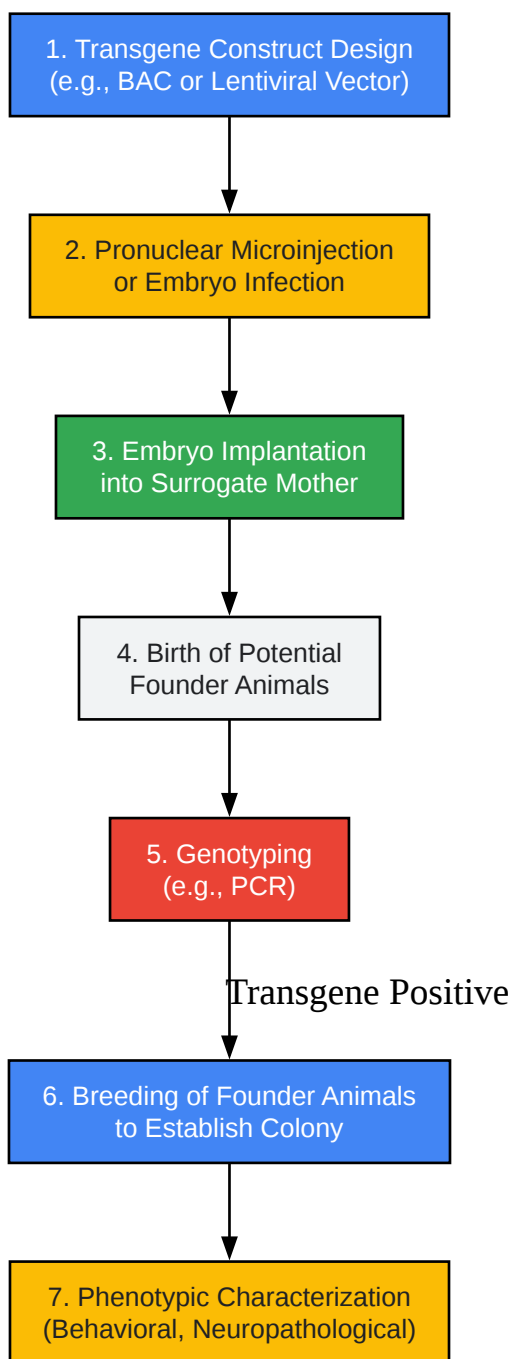 1. Transgene Construct Design
(e.g., BAC or Lentiviral Vector)
2. Pronuclear Microinjection
or Embryo Infection
3. Embryo Implantation
into Surrogate Mother
4. Birth of Potential
Founder Animals
5. Genotyping
(e.g., PCR)
Transgene Positive
6. Breeding of Founder Animals
to Establish Colony
7. Phenotypic Characterization
(Behavioral, Neuropathological)